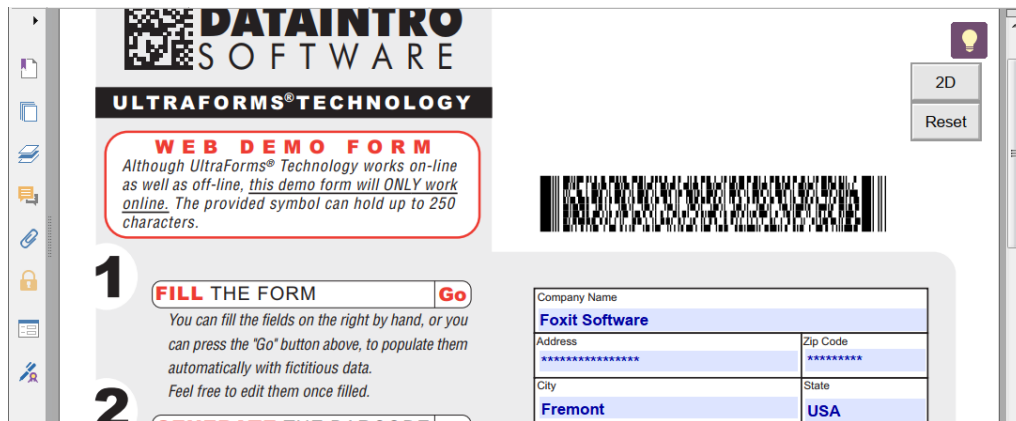 DATAINTRO
SOFTWARE
ULTRAFORMS®TECHNOLOGY
WEB DEMO FORM
Although UltraForms® Technology works on-line
as well as off-line, this demo form will ONLY work
online. The provided symbol can hold up to 250
characters.
2D
Reset
1
FILL THE FORM Go
You can fill the fields on the right by hand, or you
can press the "Go" button above, to populate them
automatically with fictitious data.
Feel free to edit them once filled.
2
GENERATE THE BARCODE
Company Name
Foxit Software
Address Zip Code
**************** *********
City State
Fremont USA